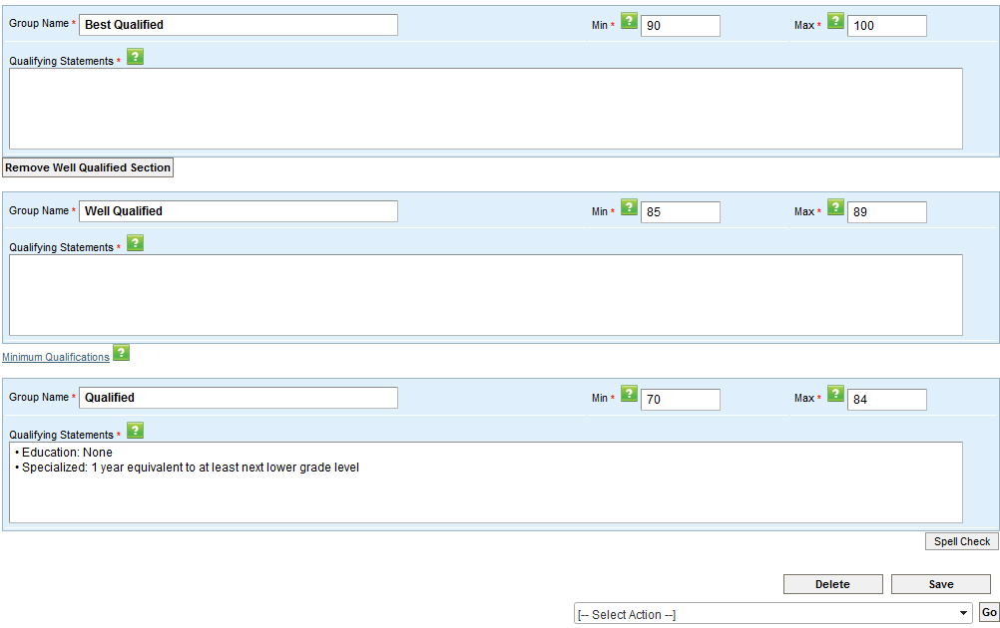 Group Name * Best Qualified Min * ? 90 Max * ? 100
Qualifying Statements * ?
Remove Well Qualified Section
Group Name * Well Qualified Min * ? 85 Max * ? 89
Qualifying Statements * ?
Minimum Qualifications ?
Group Name * Qualified Min * ? 70 Max * ? 84
Qualifying Statements * ?
• Education: None
• Specialized: 1 year equivalent to at least next lower grade level
Spell Check
Delete Save
[-- Select Action --] Go